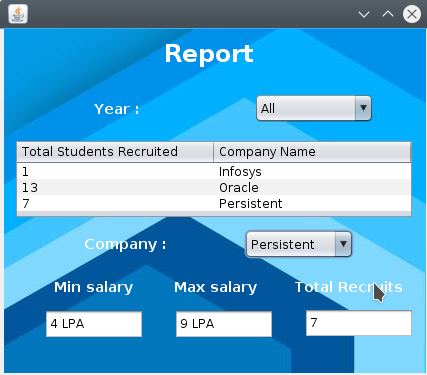 Report
Year : All
Total Students Recruited Company Name
1 Infosys
13 Oracle
7 Persistent
Company : Persistent
Min salary Max salary Total Recruits
4 LPA 9 LPA 7